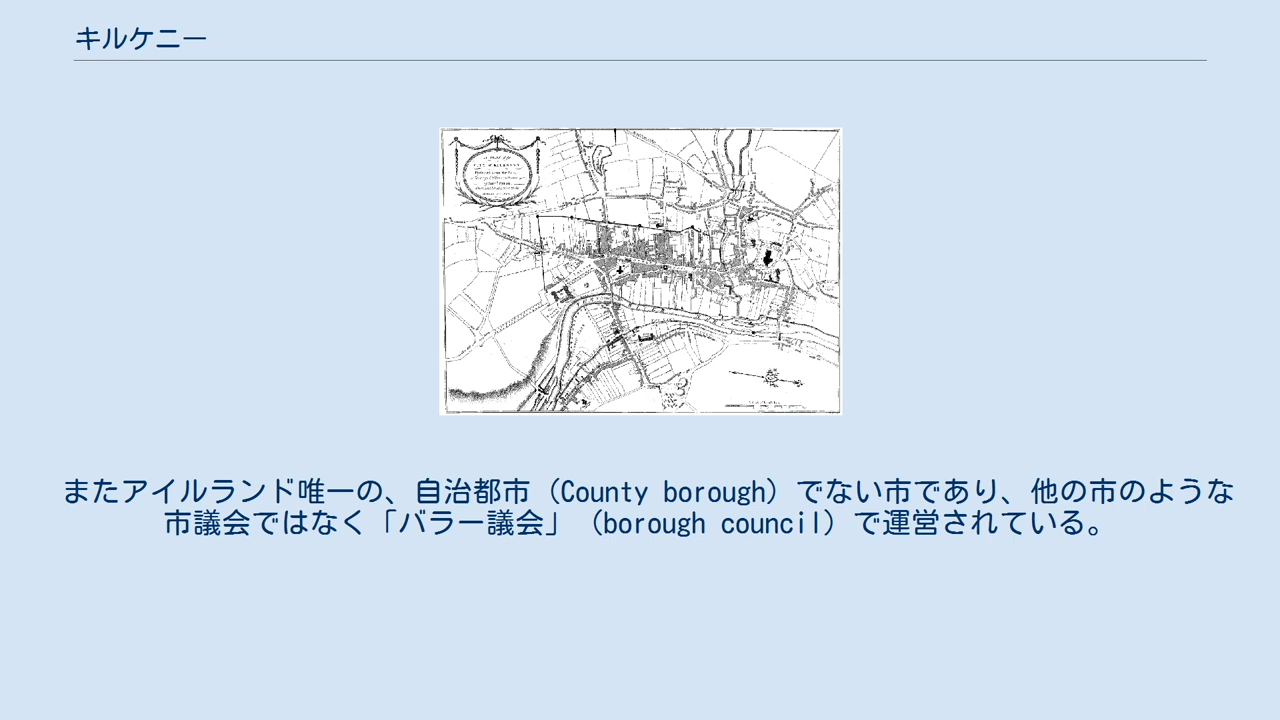 キルケニー
またアイルランド唯一の、自治都市（County borough）でない市であり、他の市のような
市議会ではなく「バラー議会」（borough council）で運営されている。